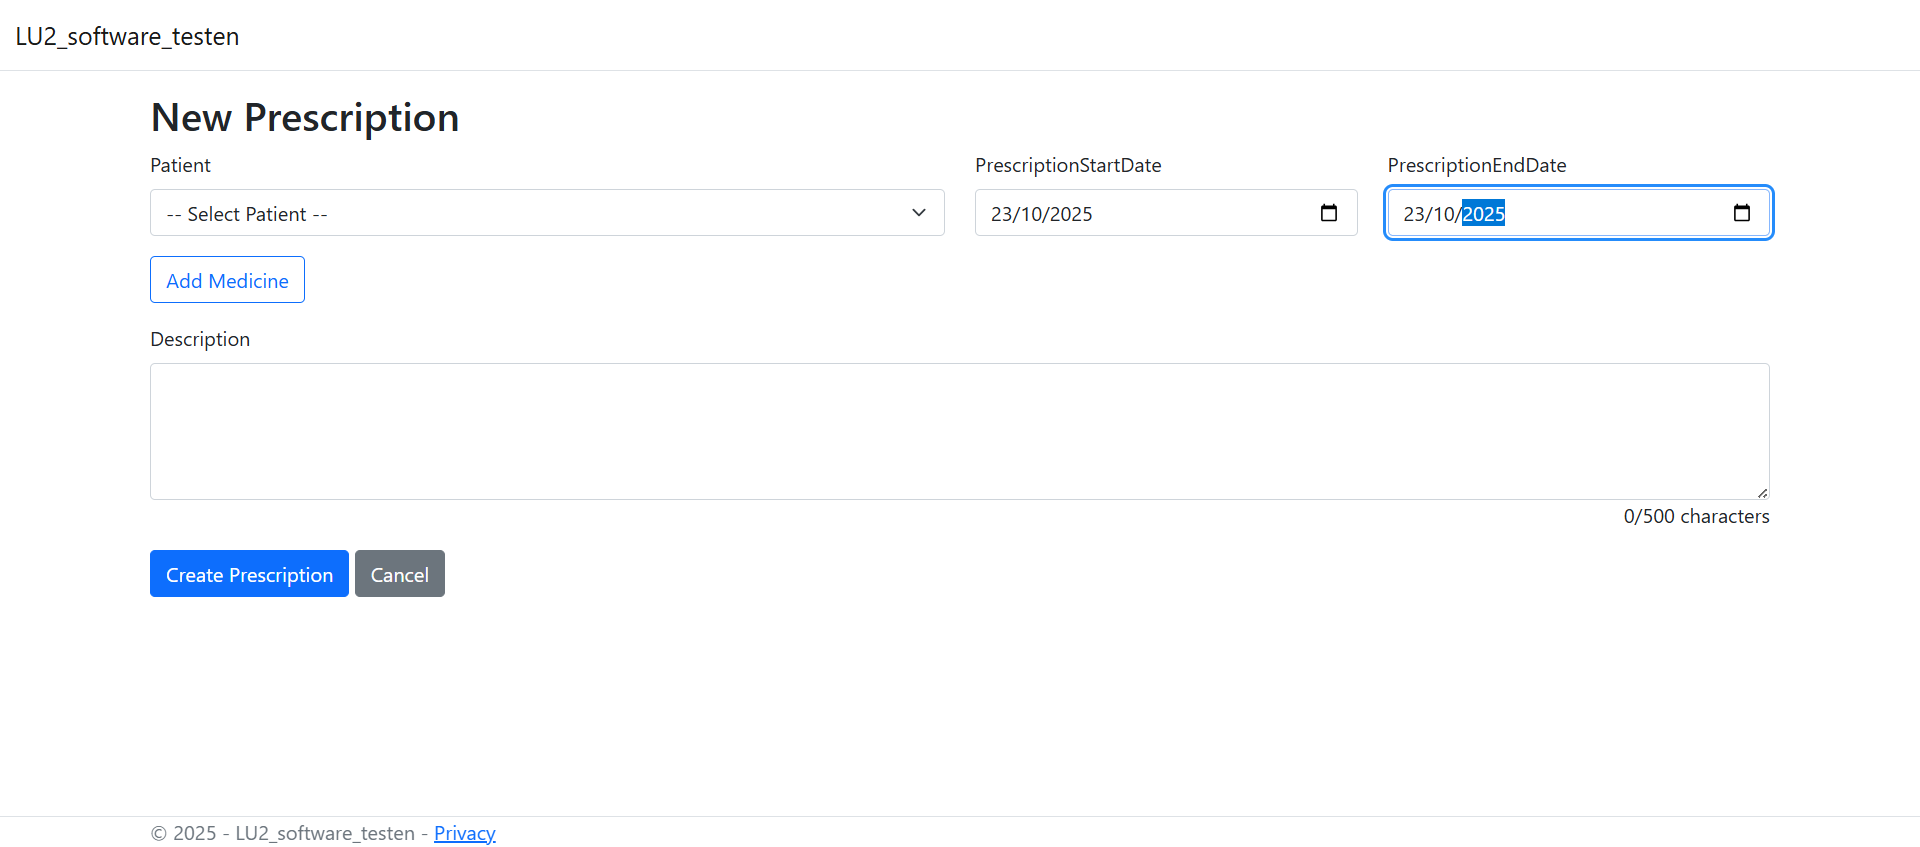 LU2_software_testen
New Prescription
Patient
PrescriptionStartDate
PrescriptionEndDate
-- Select Patient --
23/10/2025
23/10/2025
Add Medicine
Description
0/500 characters
Create Prescription
Cancel
© 2025 - LU2_software_testen - Privacy